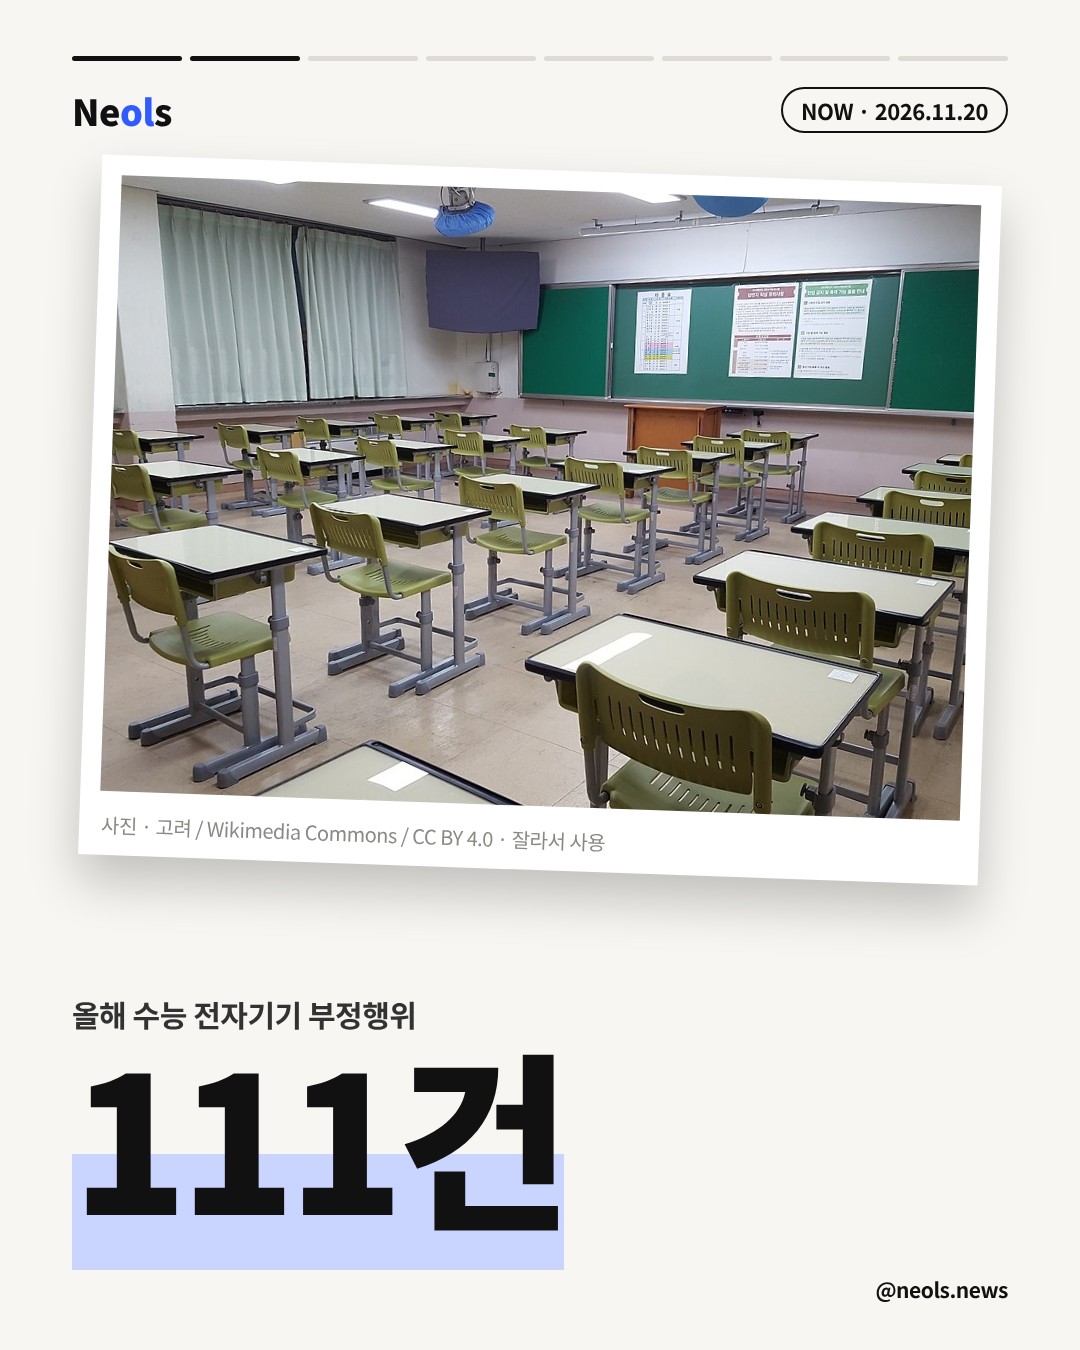 Neols
NOW · 2026.11.20
사진 · 고려 / Wikimedia Commons / CC BY 4.0 · 잘라서 사용
올해 수능 전자기기 부정행위
111건
@neols.news